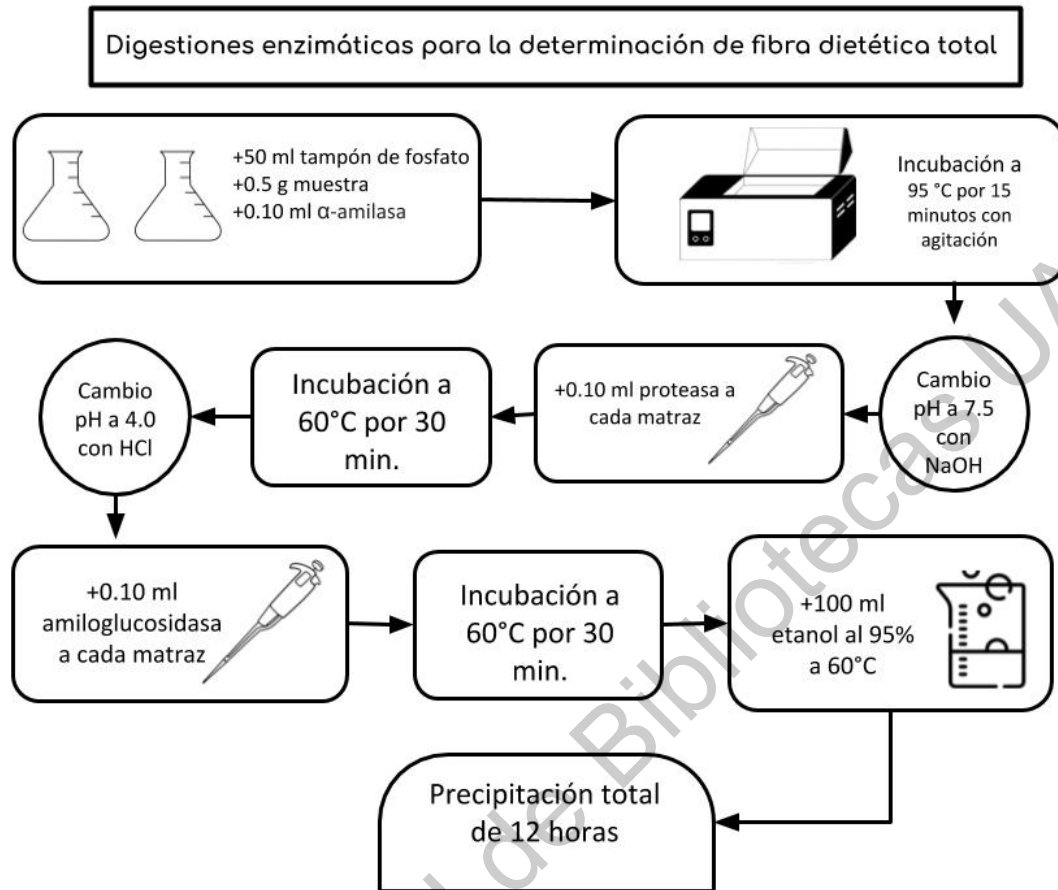 Digestiones enzimáticas para la determinación de fibra dietética total
+50 ml tampón de fosfato
+0.5 g muestra
+0.10 ml α-amilasa
Incubación a
95 °C por 15
minutos con
agitación
Cambio
pH a 7.5
con
NaOH
+0.10 ml proteasa a
cada matraz
Incubación a
60°C por 30
min.
Cambio
pH a 4.0
con HCl
+0.10 ml
amiloglucosidasa
a cada matraz
Incubación a
60°C por 30
min.
+100 ml
etanol al 95%
a 60°C
Precipitación total
de 12 horas
de Bibliotecas